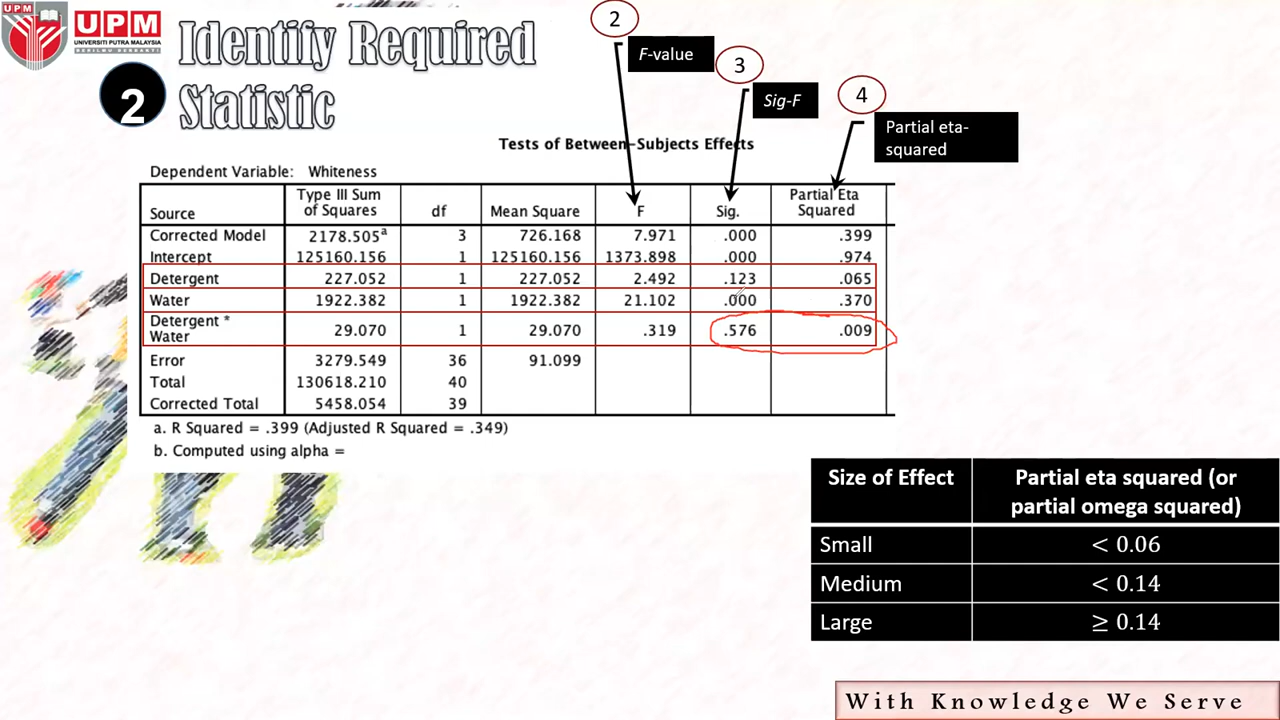 UPM
UPM
UNIVERSITI PUTRA MALAYSIA
BERILMU BERBAKTI
2
Identify Required
Statistic
2
F-value
3
Sig-F
4
Partial eta-
squared
Tests of Between-Subjects Effects
Dependent Variable: Whiteness
Source Type III Sum of Squares df Mean Square F Sig. Partial Eta Squared
Corrected Model 2178.505a 3 726.168 7.971 .000 .399
Intercept 125160.156 1 125160.156 1373.898 .000 .974
Detergent 227.052 1 227.052 2.492 .123 .065
Water 1922.382 1 1922.382 21.102 .000 .370
Detergent * Water 29.070 1 29.070 .319 .576 .009
Error 3279.549 36 91.099
Total 130618.210 40
Corrected Total 5458.054 39
a. R Squared = .399 (Adjusted R Squared = .349)
b. Computed using alpha =
Size of Effect Partial eta squared (or partial omega squared)
Small < 0.06
Medium < 0.14
Large ≥ 0.14
With Knowledge We Serve